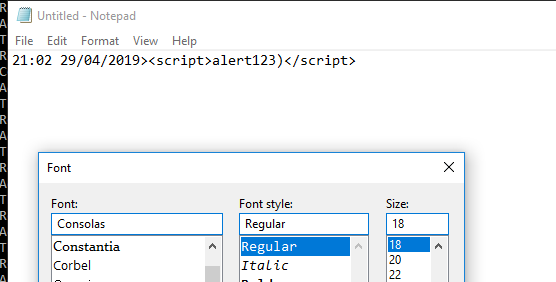 R
A
T
R
C
A
T
R
A
T
R
A
T
R
A
T
R
A
Untitled - Notepad
File Edit Format View Help
21:02 29/04/2019><script>alert123)</script>
Font
Font: Font style: Size:
Consolas Regular 18
Constantia Regular 18
Corbel Italic 20
22